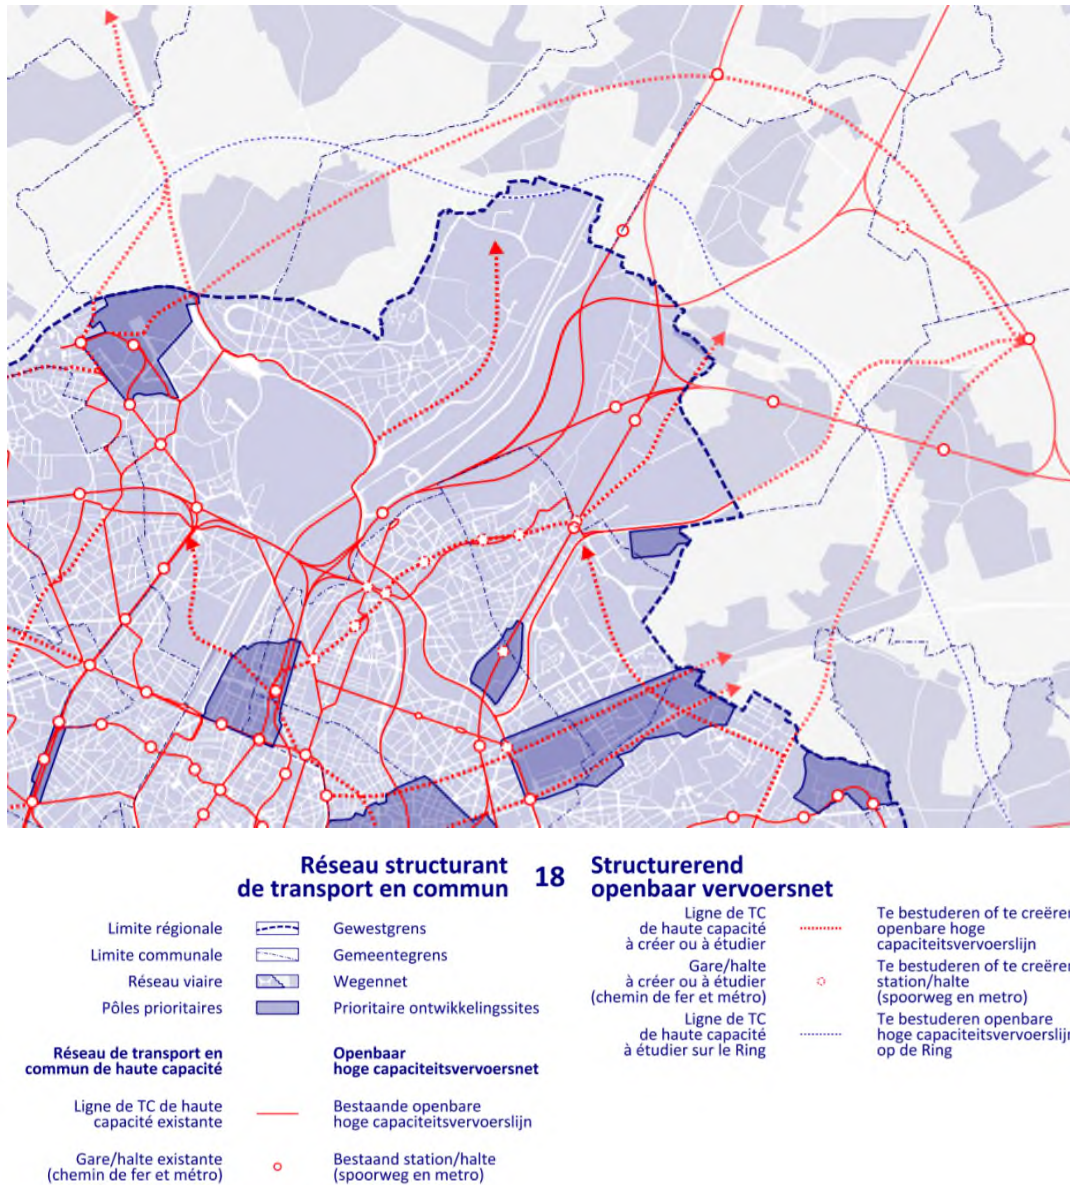 Réseau structurant
de transport en commun
18
Structurerend
openbaar vervoersnet
Limite régionale
Gewestgrens
Limite communale
Gemeentegrens
Réseau viaire
Wegennet
Pôles prioritaires
Prioritaire ontwikkelingssites
Réseau de transport en
commun de haute capacité
Openbaar
hoge capaciteitsvervoersnet
Ligne de TC de haute
capacité existante
Bestaande openbare
hoge capaciteitsvervoerslijn
Gare/halte existante
(chemin de fer et métro)
Bestaand station/halte
(spoorweg en metro)
Ligne de TC
de haute capacité
à créer ou à étudier
Te bestuderen of te creëren
openbare hoge
capaciteitsvervoerslijn
Gare/halte
à créer ou à étudier
(chemin de fer et métro)
Te bestuderen of te creëren
station/halte
(spoorweg en metro)
Ligne de TC
de haute capacité
à étudier sur le Ring
Te bestuderen openbare
hoge capaciteitsvervoerslijn
op de Ring